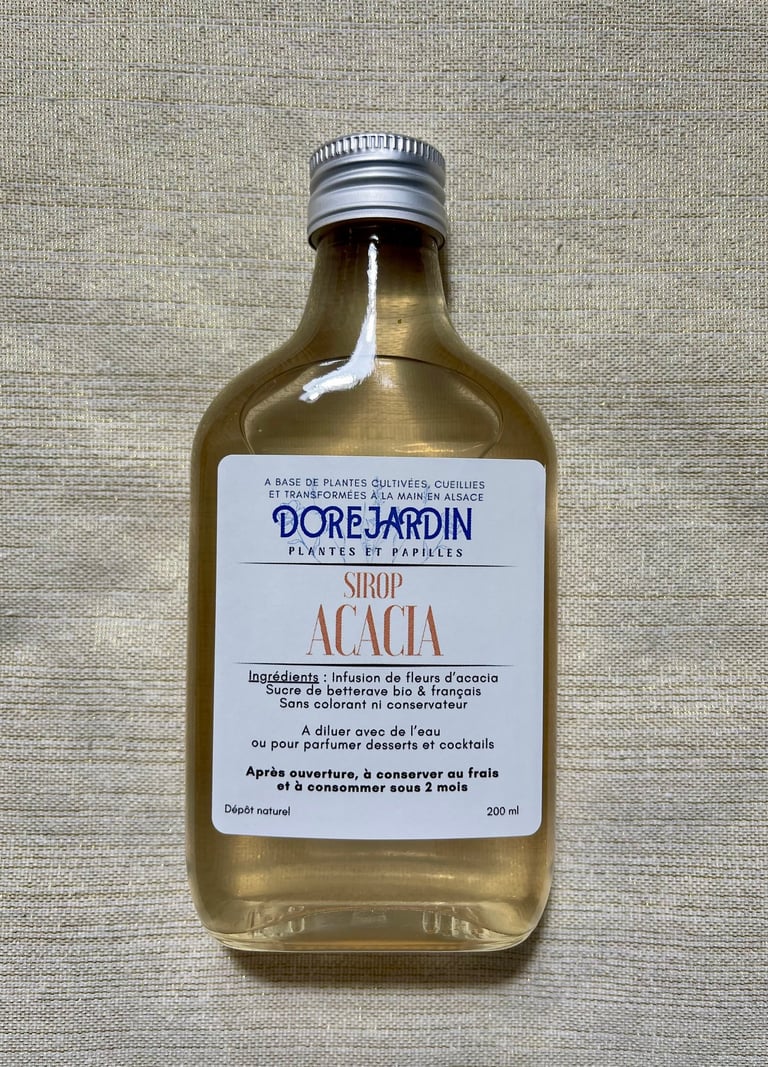 A BASE DE PLANTES CULTIVÉES, CUEILLIES
ET TRANSFORMÉES À LA MAIN EN ALSACE
DOREJARDIN
PLANTES ET PAPILLES
SIROP
ACACIA
Ingrédients : Infusion de fleurs d'acacia
Sucre de betterave bio & français
Sans colorant ni conservateur
A diluer avec de l'eau
ou pour parfumer desserts et cocktails
Après ouverture, à conserver au frais
et à consommer sous 2 mois
Dépôt naturel 200 ml